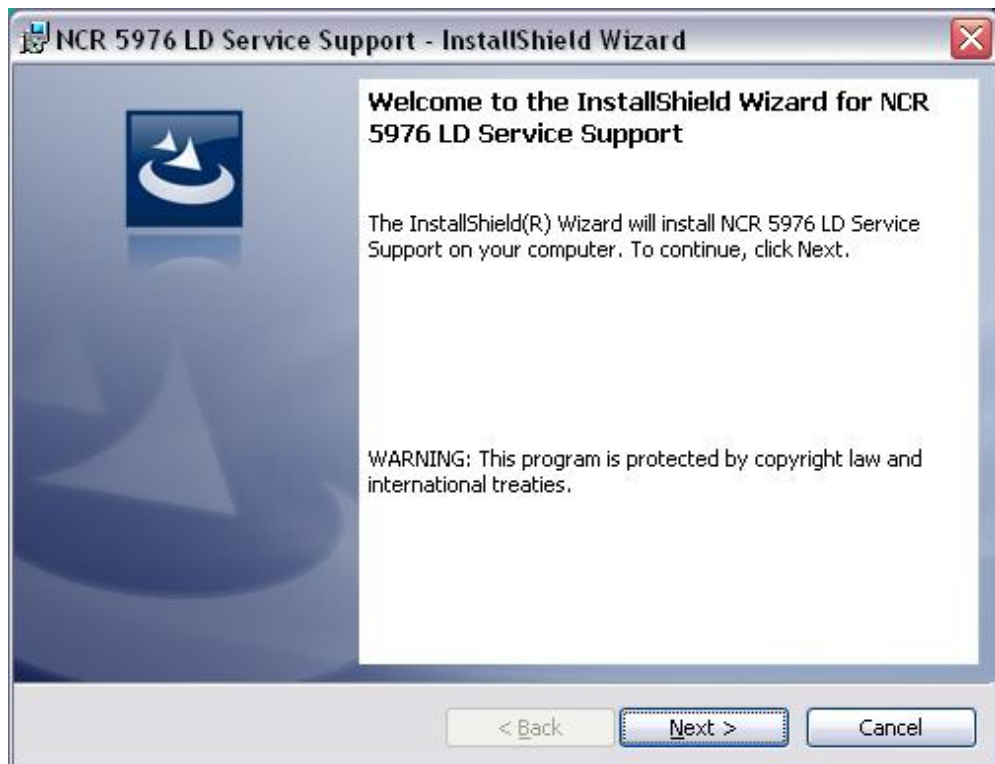 NCR 5976 LD Service Support - InstallShield Wizard
Welcome to the InstallShield Wizard for NCR
5976 LD Service Support
The InstallShield(R) Wizard will install NCR 5976 LD Service
Support on your computer. To continue, click Next.
WARNING: This program is protected by copyright law and
international treaties.
< Back Next > Cancel